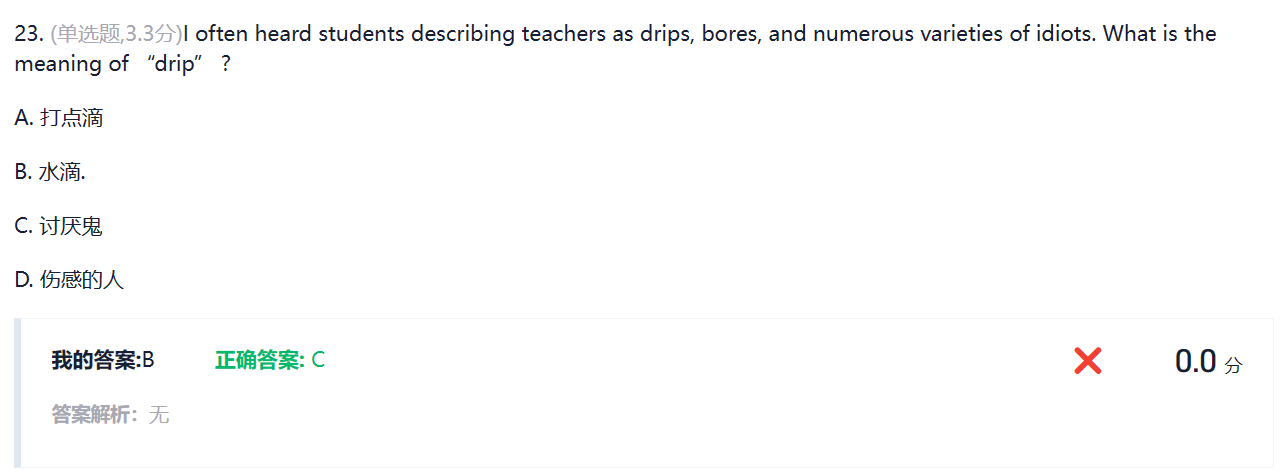 23. (单选题,3.3分)I often heard students describing teachers as drips, bores, and numerous varieties of idiots. What is the
meaning of “drip” ?
A. 打点滴
B. 水滴.
C. 讨厌鬼
D. 伤感的人
我的答案:B 正确答案: C 0.0 分
答案解析：无